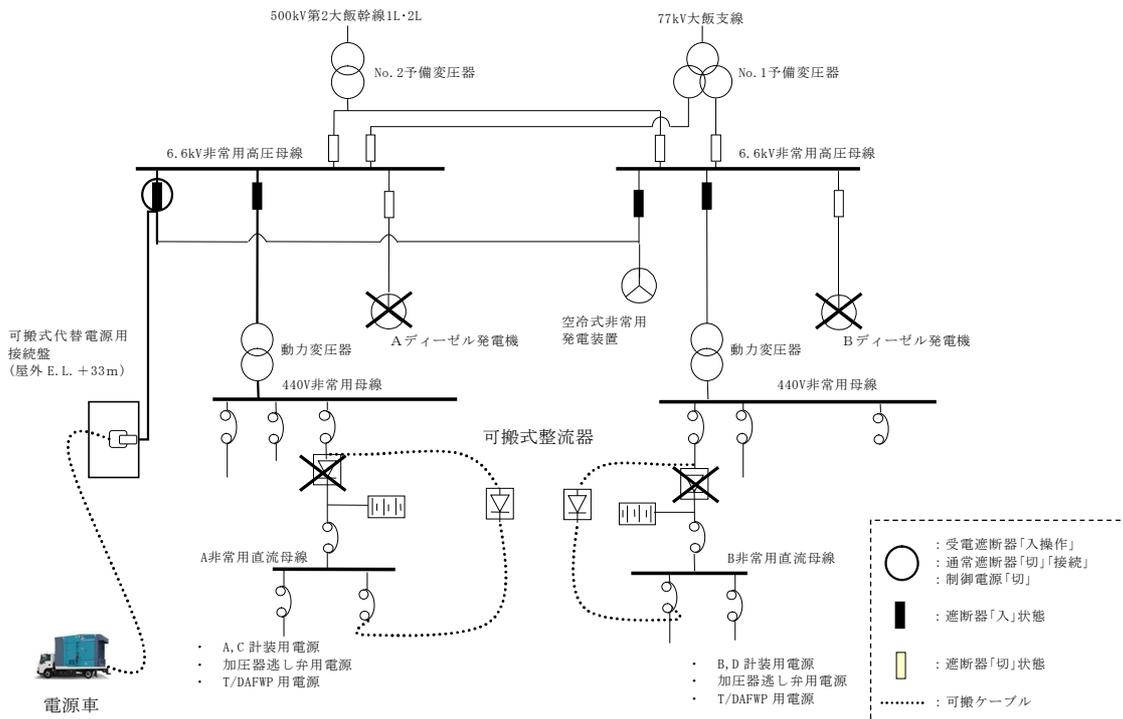 500kV第2大飯幹線1L・2L
77kV大飯支線
No.2予備変圧器
No.1予備変圧器
6.6kV非常用高圧母線
6.6kV非常用高圧母線
可搬式代替電源用
接続盤
(屋外 E.L.+33m)
Aディーゼル発電機
空冷式非常用
発電装置
Bディーゼル発電機
動力変圧器
動力変圧器
440V非常用母線
440V非常用母線
可搬式整流器
A非常用直流母線
B非常用直流母線
・ A,C 計装用電源
・ 加圧器逃し弁用電源
・ T/DAFWP 用電源
・ B,D 計装用電源
・ 加圧器逃し弁用電源
・ T/DAFWP 用電源
電源車
：受電遮断器「入操作」
：通常遮断器「切」「接続」
：制御電源「切」
：遮断器「入」状態
：遮断器「切」状態
：可搬ケーブル